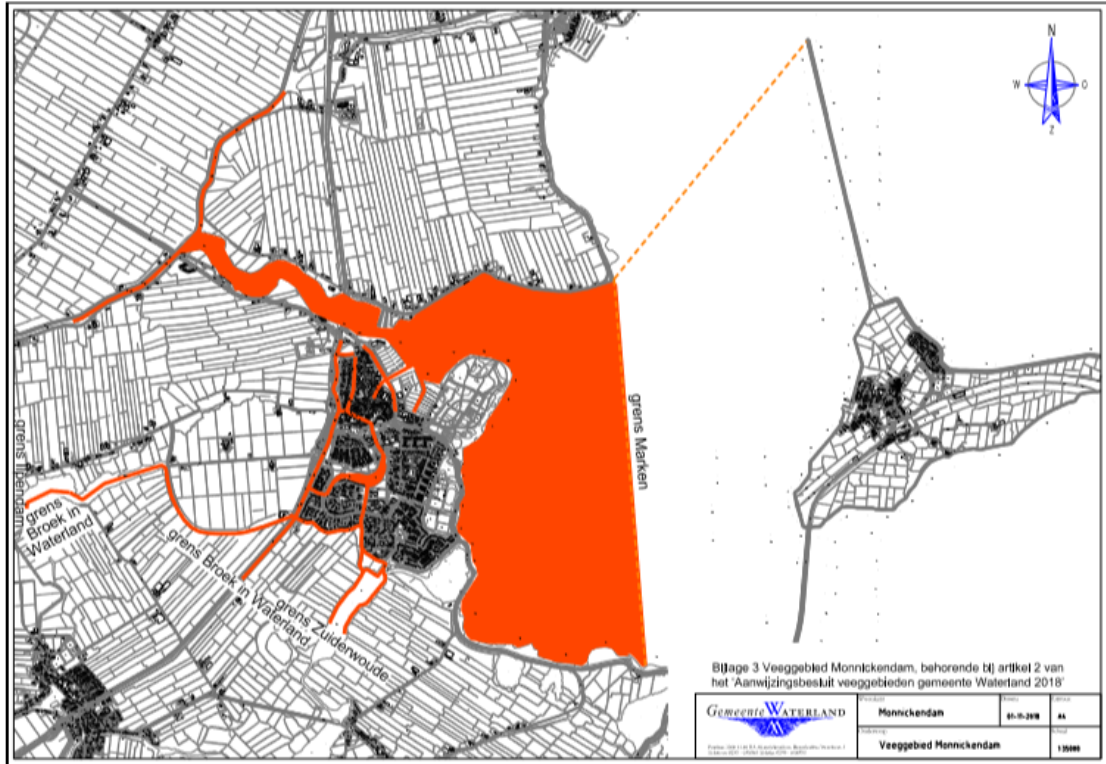 N
W
O
Z
grens Marken
grens Ilpendam
grens
Broek in
Waterland
grens Broek in Waterland
grens Zuiderwoude
Bijlage 3 Veeggebied Monnickendam, behorende bij artikel 2 van
het 'Aanwijzingsbesluit veeggebieden gemeente Waterland 2018'
Gemeente WATERLAND
Monnickendam
01-11-2018
A4
Veeggebied Monnickendam